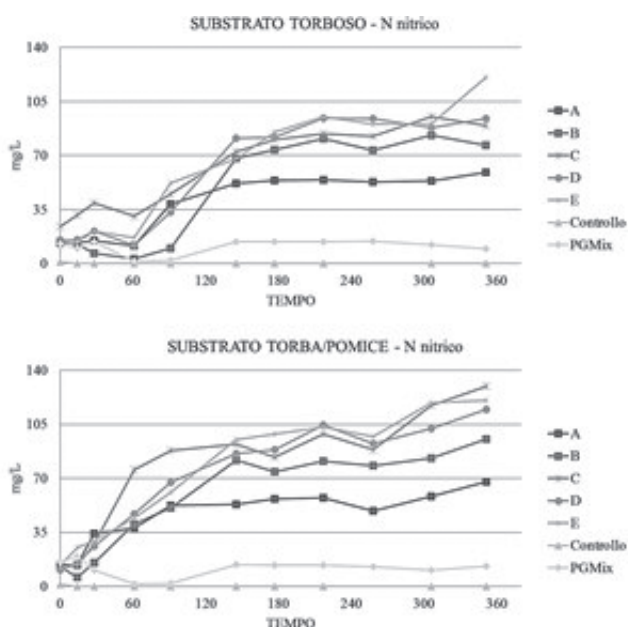 SUBSTRATO TORBOSO - N nitrico
140
105
70
35
0
mg/L
0 60 120 180 240 300 360
TEMPO
A
B
C
D
E
Controllo
PGMix
SUBSTRATO TORBA/POMICE - N nitrico
140
105
70
35
0
mg/L
0 60 120 180 240 300 360
TEMPO
A
B
C
D
E
Controllo
PGMix